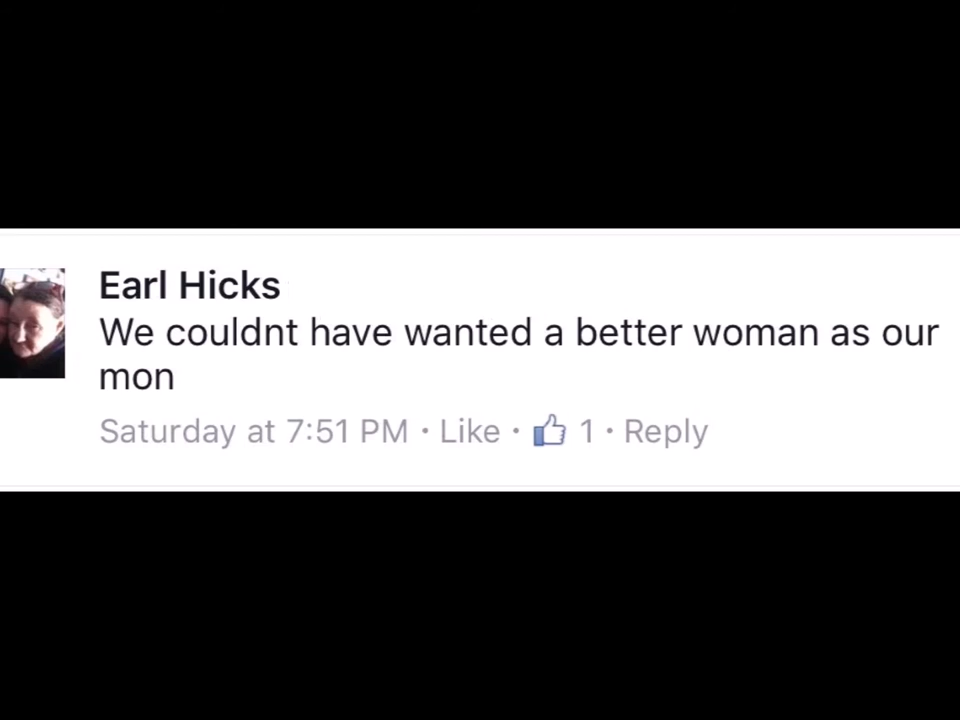 Earl Hicks
We couldnt have wanted a better woman as our
mon
Saturday at 7:51 PM • Like • 1 • Reply